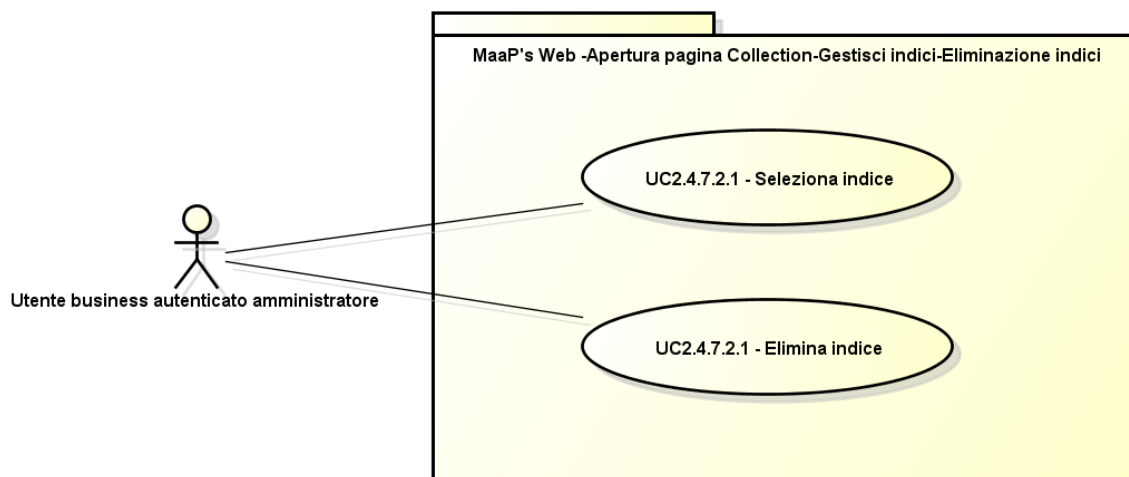 MaaP's Web -Apertura pagina Collection-Gestisci indici-Eliminazione indici
UC2.4.7.2.1 - Seleziona indice
Utente business autenticato amministratore
UC2.4.7.2.1 - Elimina indice